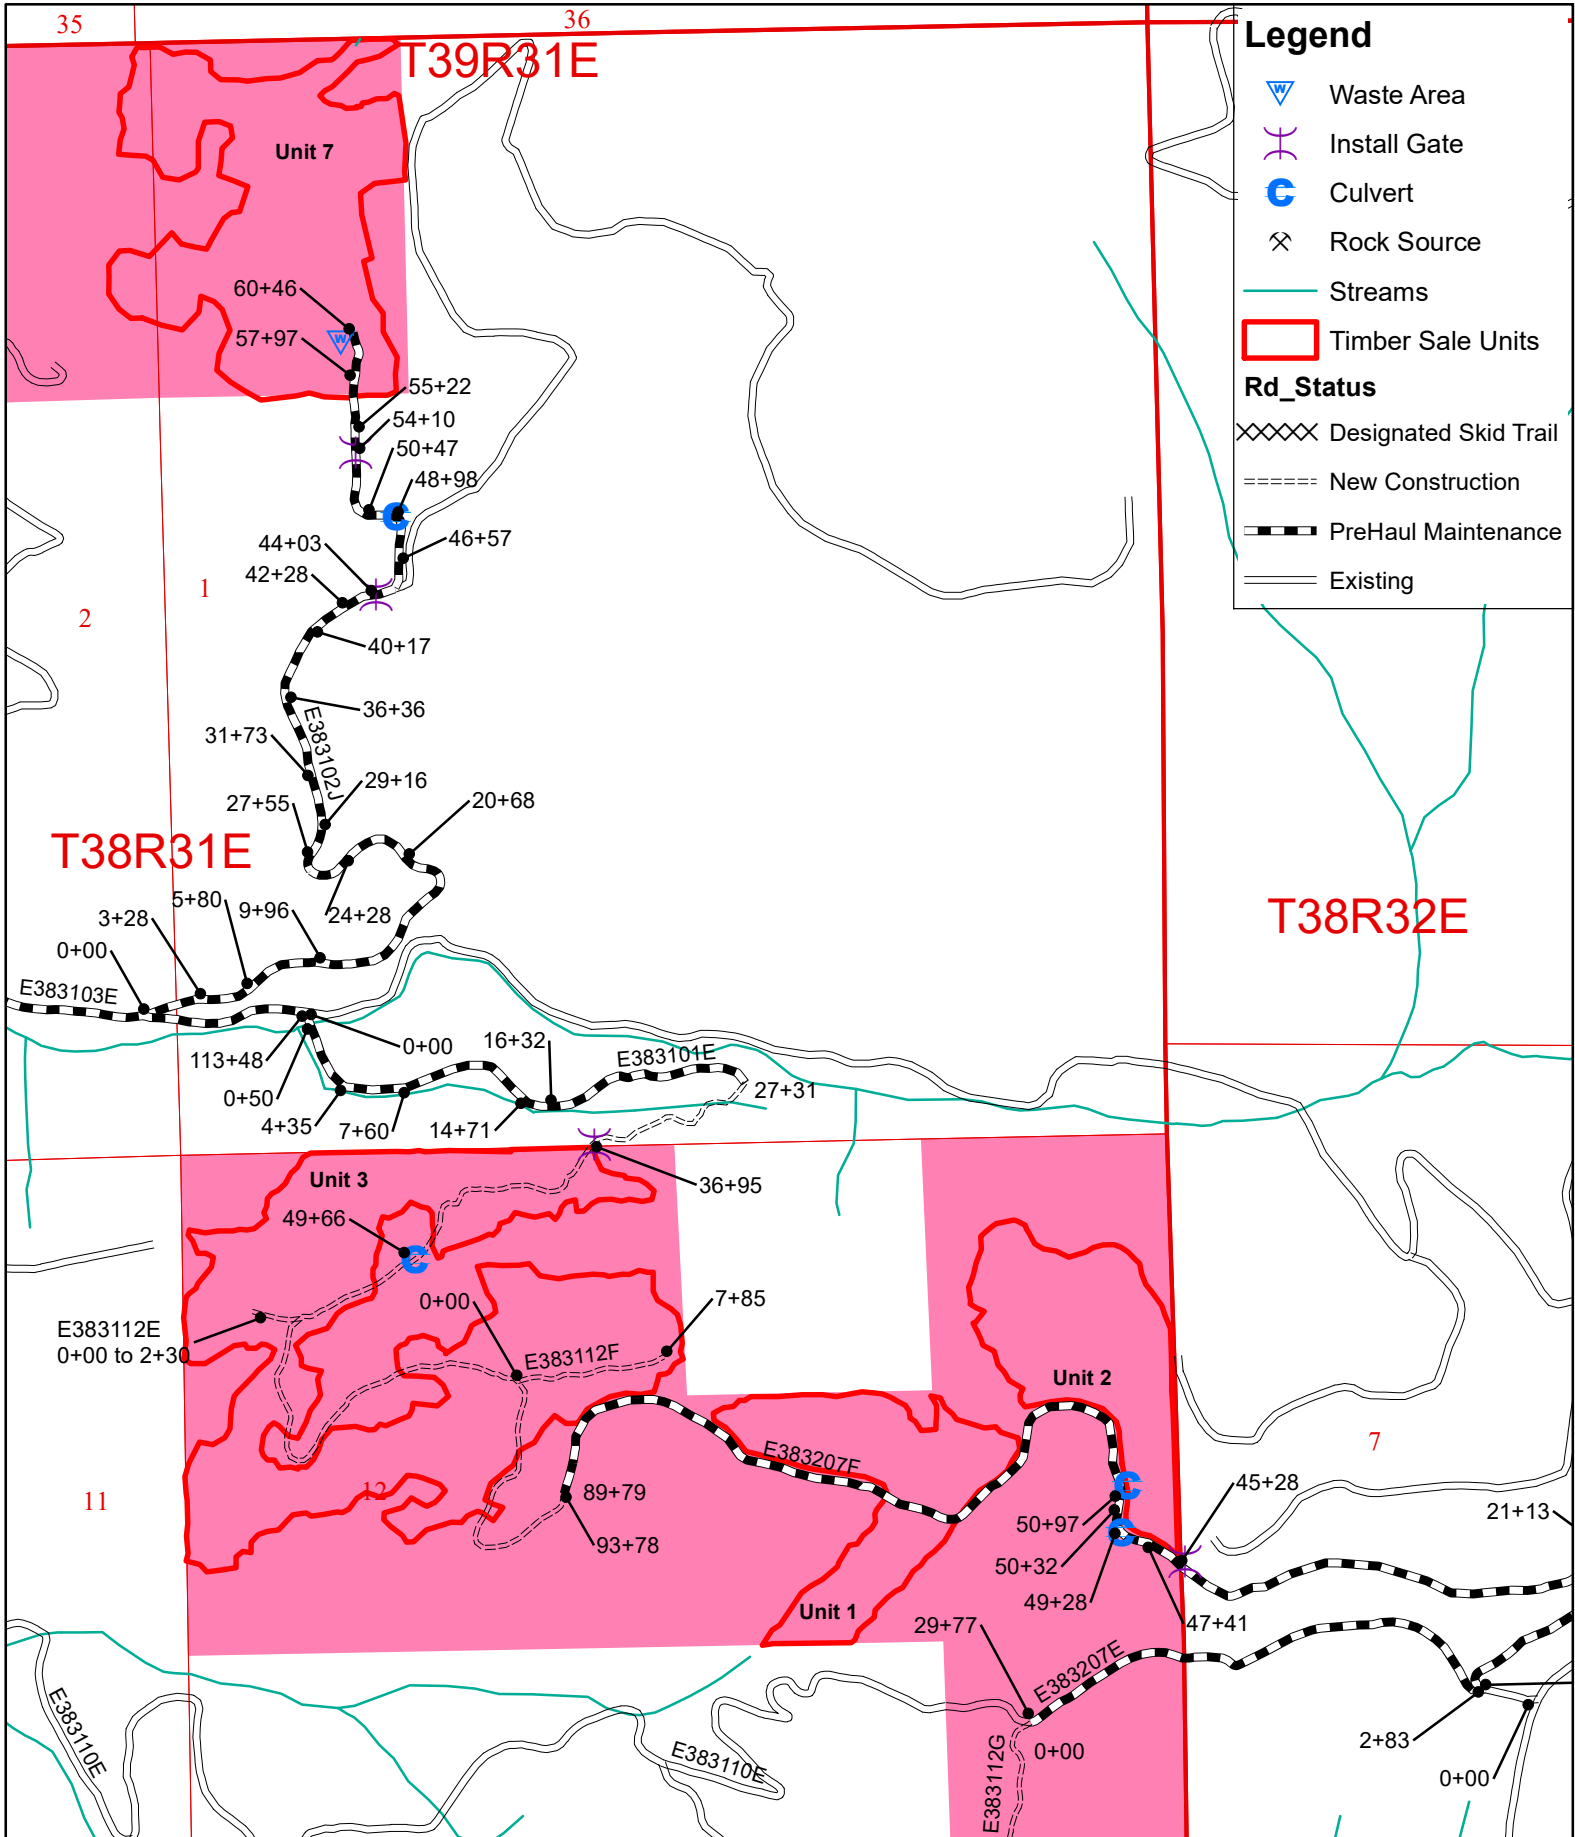 35
36
T39R31E
Legend
W
Waste Area
Install Gate
C
Culvert
Rock Source
Streams
Timber Sale Units
Rd_Status
Designated Skid Trail
New Construction
PreHaul Maintenance
Existing
Unit 7
60+46
W
57+97
55+22
54+10
50+47
48+98
C
46+57
44+03
42+28
1
2
40+17
36+36
E383102J
31+73
29+16
27+55
20+68
T38R31E
24+28
5+80
9+96
3+28
0+00
T38R32E
E383103E
113+48
0+00
16+32
E383101E
0+50
27+31
4+35
7+60
14+71
Unit 3
36+95
49+66
C
0+00
7+85
E383112E
0+00 to 2+30
E383112F
Unit 2
7
E383207F
11
12
89+79
93+78
C
45+28
50+97
21+13
C
50+32
49+28
47+41
Unit 1
29+77
E383207E
E383110E
E383110E
E383112G
0+00
2+83
0+00